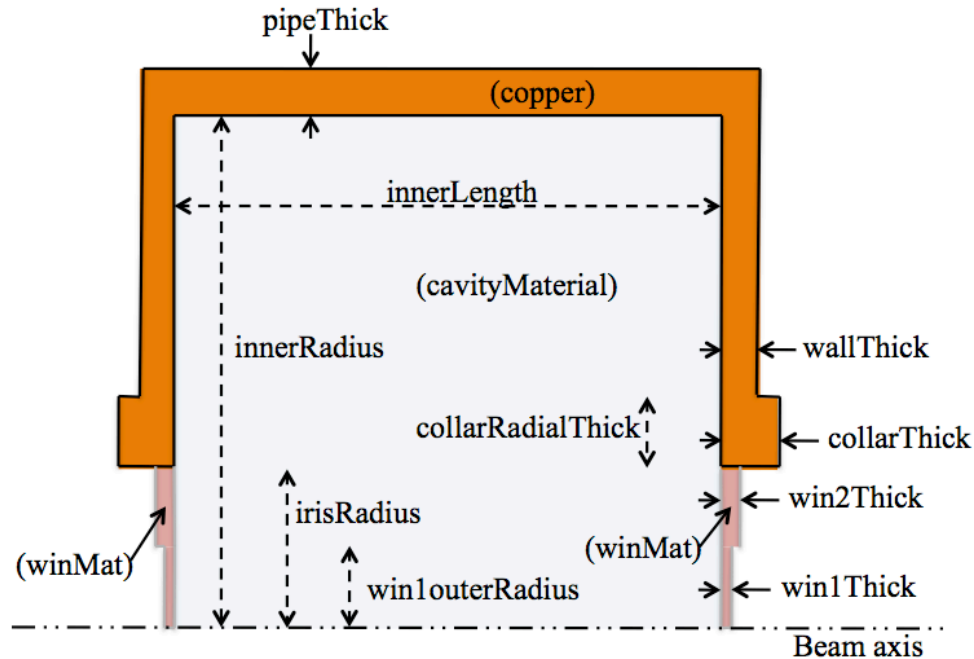 pipeThick
(copper)
innerLength
(cavityMaterial)
innerRadius
wallThick
collarRadialThick
collarThick
win2Thick
irisRadius
(winMat)
(winMat)
win1outerRadius
win1Thick
Beam axis